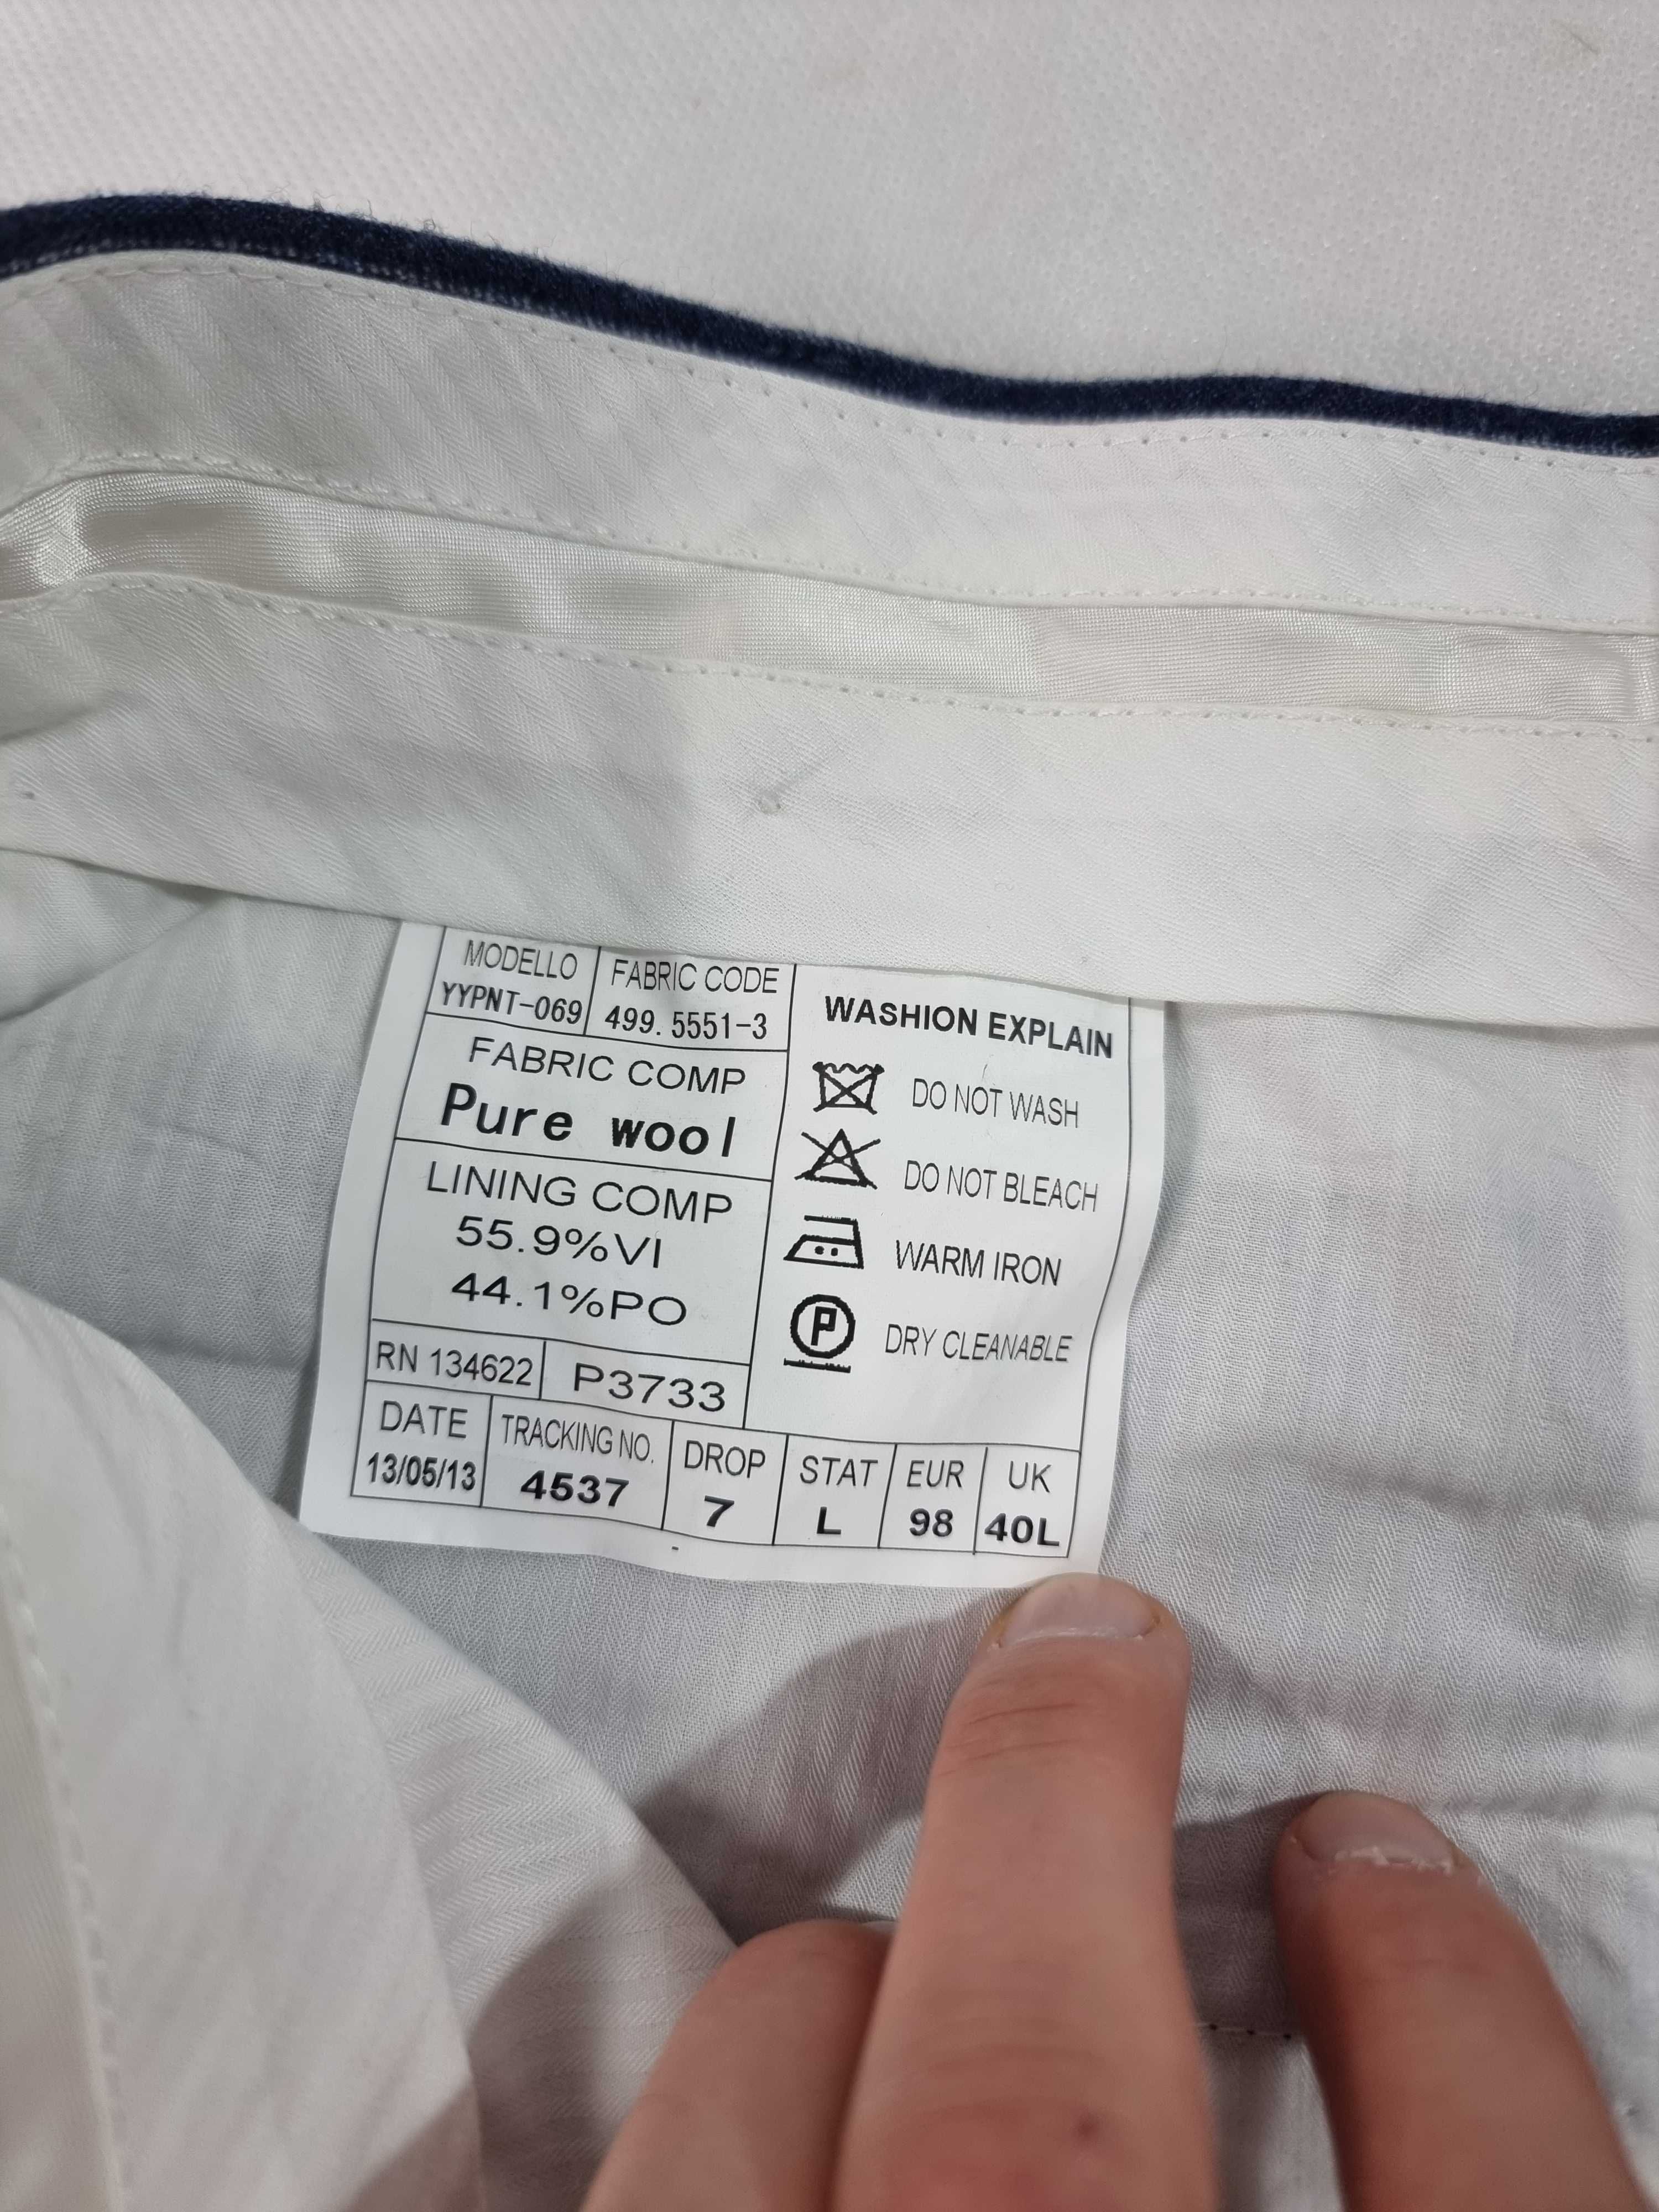 MODELLO
YYPNT-069
FABRIC CODE
499.5551-3
FABRIC COMP
Pure wool
LINING COMP
55.9%VI
44.1%PO
RN 134622
P3733
WASHION EXPLAIN
DO NOT WASH
DO NOT BLEACH
WARM IRON
P
DRY CLEANABLE
DATE
13/05/13
TRACKING NO.
4537
DROP
7
STAT
L
EUR
98
UK
40L